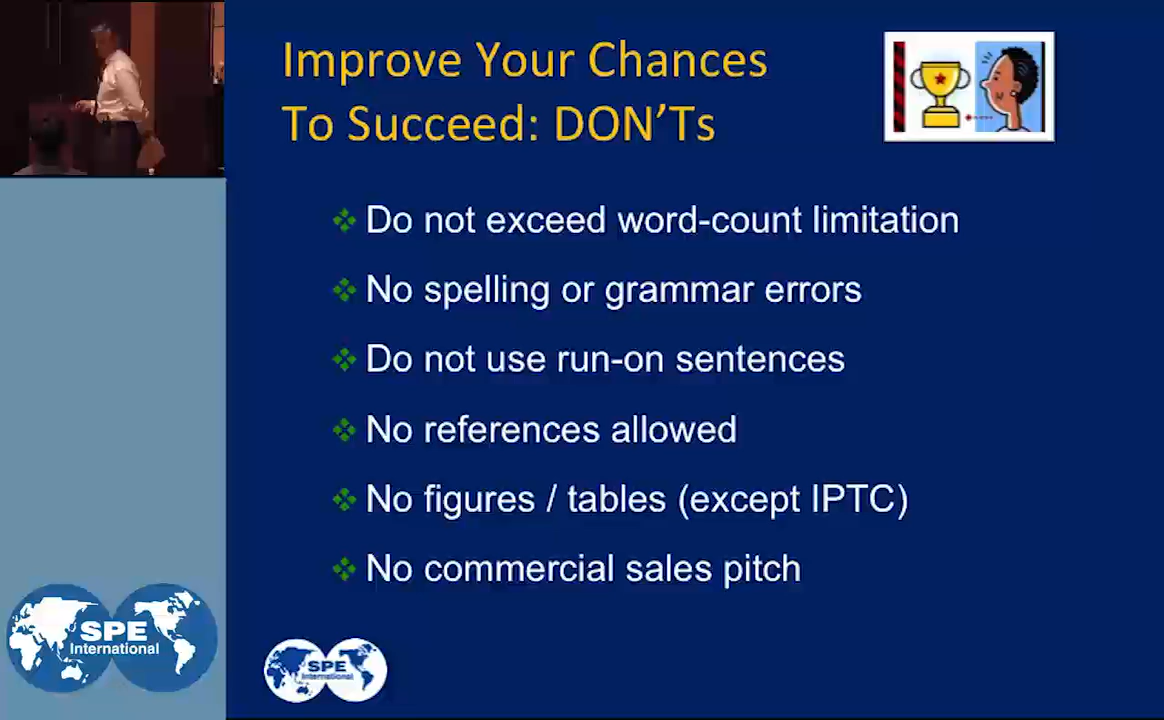 Improve Your Chances
To Succeed: DON'Ts
Do not exceed word-count limitation
No spelling or grammar errors
Do not use run-on sentences
No references allowed
No figures / tables (except IPTC)
No commercial sales pitch
SPE
International
SPE
International